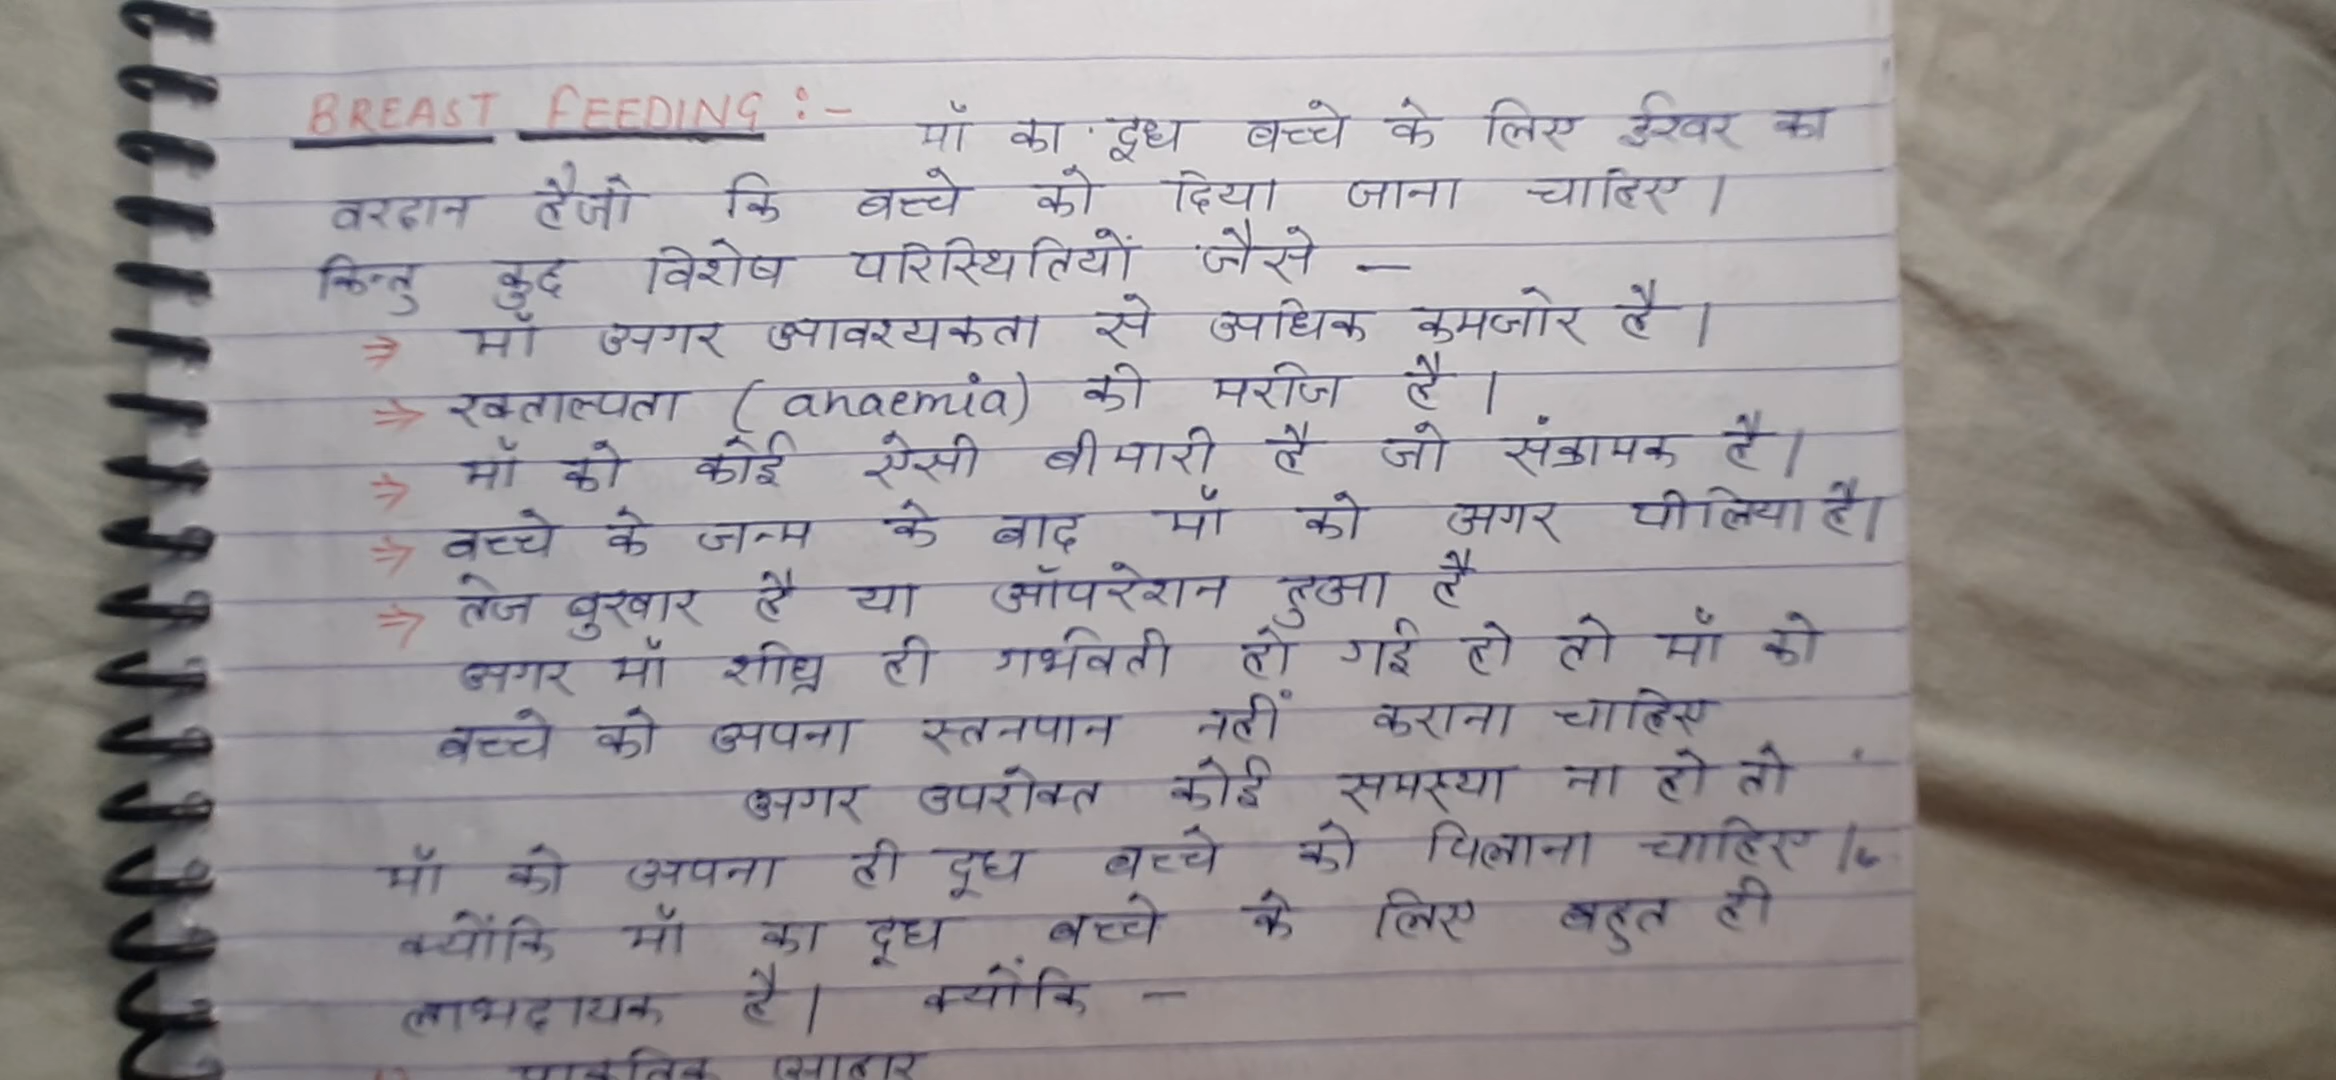 BREAST FEEDING :- माँ का दूध बच्चे के लिए ईश्वर का
वरदान है जो कि बच्चे को दिया जाना चाहिए।
किन्तु कुछ विशेष परिस्थितियों जैसे –
⇒ माँ अगर आवश्यकता से अधिक कमजोर है।
⇒ रक्ताल्पता (anaemia) की मरीज है।
⇒ माँ को कोई ऐसी बीमारी है जो संक्रामक है।
⇒ बच्चे के जन्म के बाद माँ को अगर पीलिया है।
⇒ तेज बुखार है या ऑपरेशन हुआ है
अगर माँ शीघ्र ही गर्भवती हो गई हो तो माँ को
बच्चे को अपना स्तनपान नहीं कराना चाहिए
अगर उपरोक्त कोई समस्या ना हो तो
माँ को अपना ही दूध बच्चे को पिलाना चाहिए।
क्योंकि माँ का दूध बच्चे के लिए बहुत ही
लाभदायक है। क्योंकि –
प्राकृतिक आहार